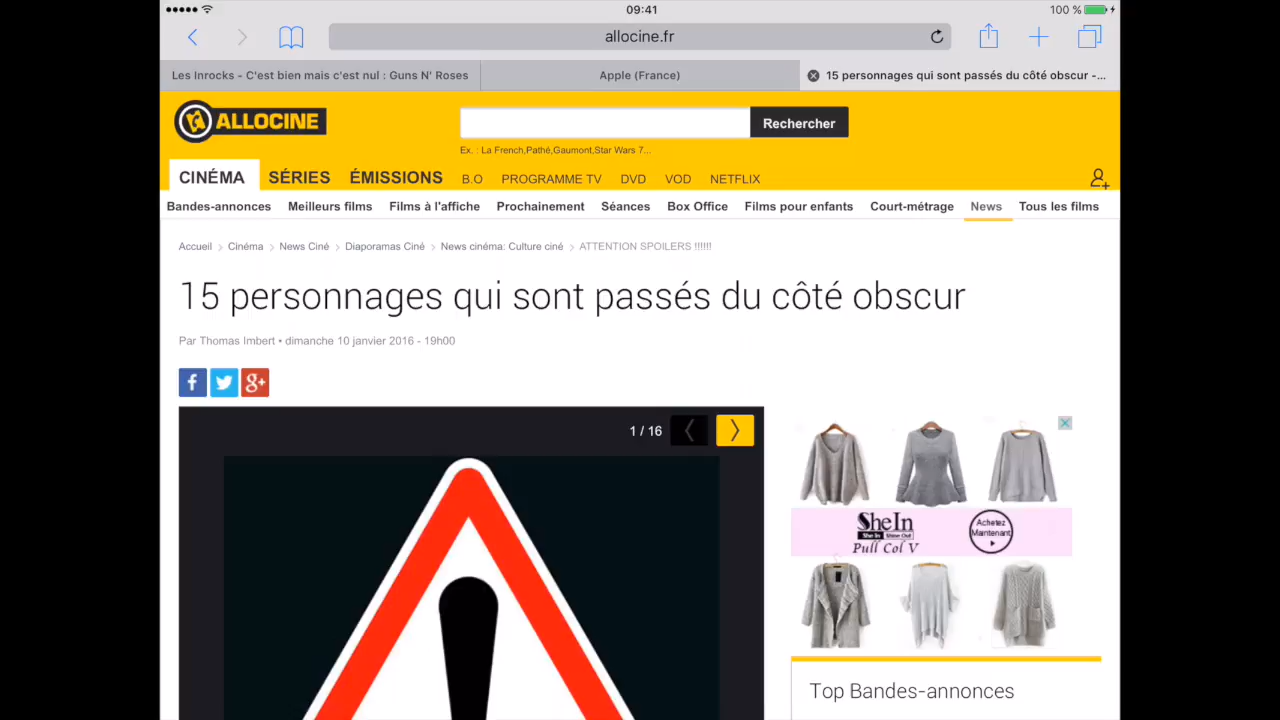 09:41
100 %
allocine.fr
Les Inrocks - C'est bien mais c'est nul : Guns N' Roses
Apple (France)
15 personnages qui sont passés du côté obscur -...
ALLOCINE
Rechercher
Ex. : La French,Pathé,Gaumont,Star Wars 7...
CINÉMA SÉRIES ÉMISSIONS B.O PROGRAMME TV DVD VOD NETFLIX
Bandes-annonces Meilleurs films Films à l'affiche Prochainement Séances Box Office Films pour enfants Court-métrage News Tous les films
Accueil > Cinéma > News Ciné > Diaporamas Ciné > News cinéma: Culture ciné > ATTENTION SPOILERS !!!!!!
15 personnages qui sont passés du côté obscur
Par Thomas Imbert • dimanche 10 janvier 2016 - 19h00
f g+
1 / 16
SheIn
She In Shine Out
Pull Col V
Achetez
Maintenant
Top Bandes-annonces